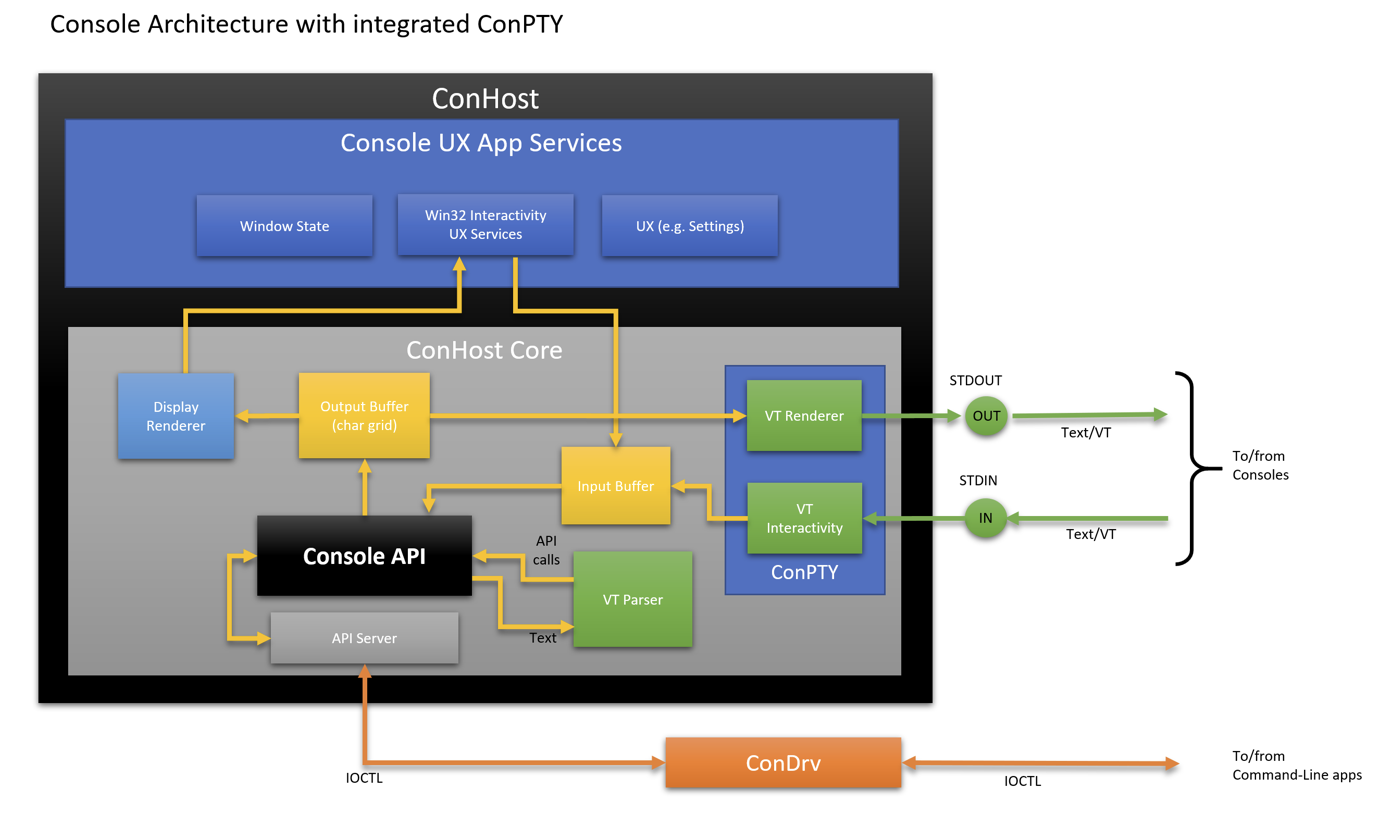 Console Architecture with integrated ConPTY
ConHost
Console UX App Services
Window State
Win32 Interactivity
UX Services
UX (e.g. Settings)
ConHost Core
Display
Renderer
Output Buffer
(char grid)
VT Renderer
STDOUT
OUT
Text/VT
Input Buffer
VT
Interactivity
ConPTY
STDIN
IN
Text/VT
To/from
Consoles
Console API
API
calls
VT Parser
Text
API Server
IOCTL
ConDrv
IOCTL
To/from
Command-Line apps